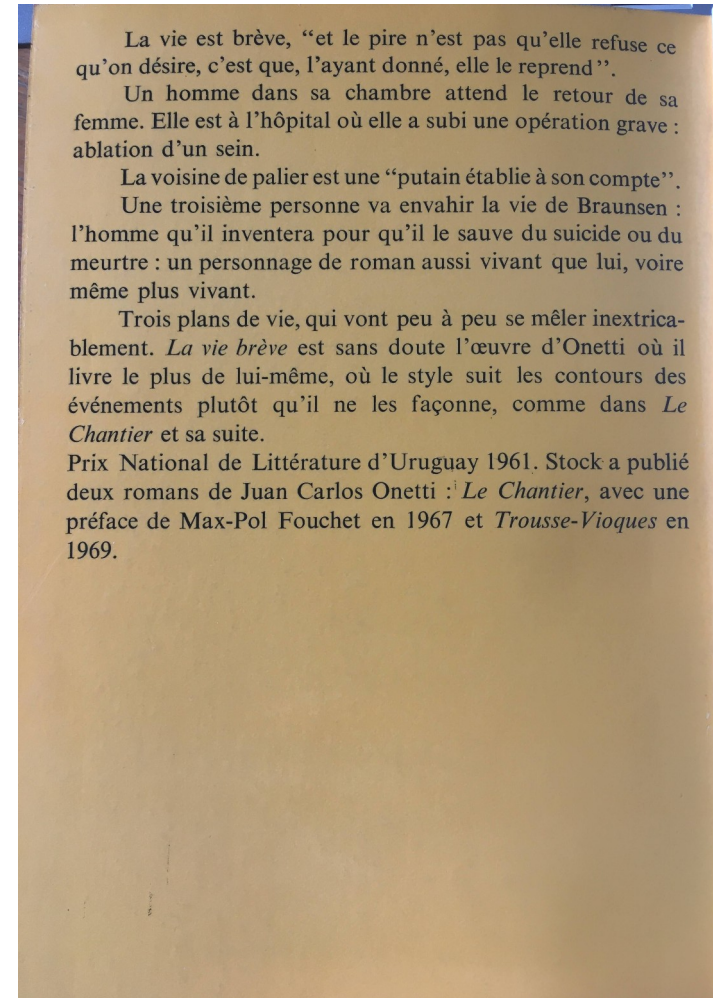 La vie est brève, “et le pire n’est pas qu’elle refuse ce
qu’on désire, c’est que, l’ayant donné, elle le reprend”.
Un homme dans sa chambre attend le retour de sa
femme. Elle est à l’hôpital où elle a subi une opération grave :
ablation d’un sein.
La voisine de palier est une “putain établie à son compte”.
Une troisième personne va envahir la vie de Braunsen :
l’homme qu’il inventera pour qu’il le sauve du suicide ou du
meurtre : un personnage de roman aussi vivant que lui, voire
même plus vivant.
Trois plans de vie, qui vont peu à peu se mêler inextrica-
blement. La vie brève est sans doute l’œuvre d’Onetti où il
livre le plus de lui-même, où le style suit les contours des
événements plutôt qu’il ne les façonne, comme dans Le
Chantier et sa suite.
Prix National de Littérature d’Uruguay 1961. Stock a publié
deux romans de Juan Carlos Onetti : Le Chantier, avec une
préface de Max-Pol Fouchet en 1967 et Trousse-Vioques en
1969.